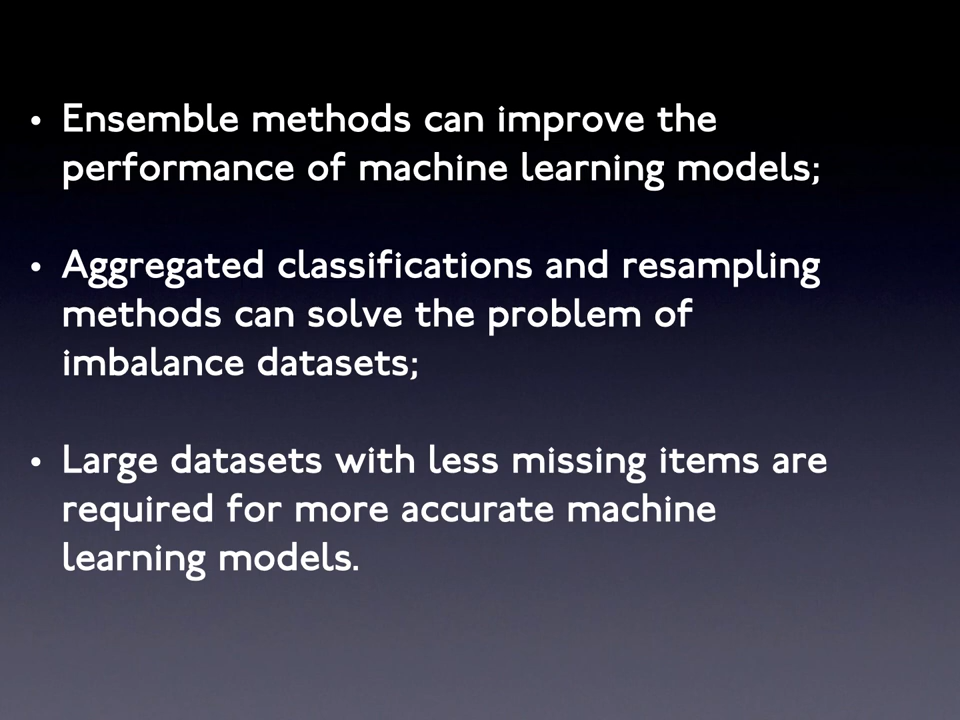 • Ensemble methods can improve the
performance of machine learning models;
• Aggregated classifications and resampling
methods can solve the problem of
imbalance datasets;
• Large datasets with less missing items are
required for more accurate machine
learning models.